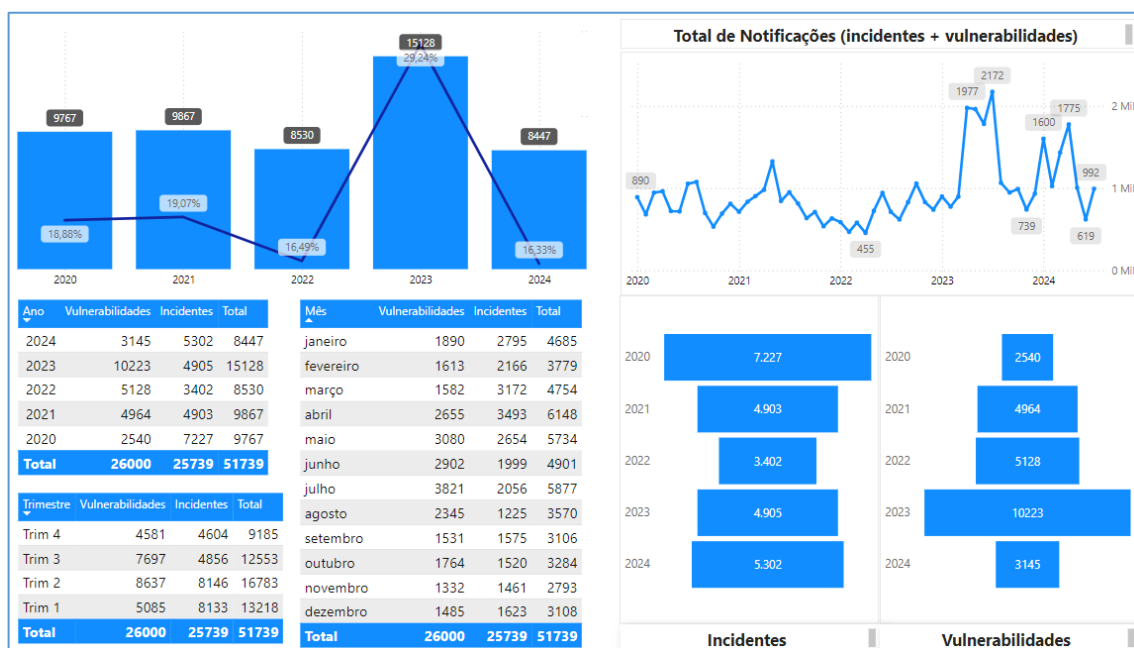 15128
29,24%
9767
9867
8530
8447
18,88%
19,07%
16,49%
16,33%
2020 2021 2022 2023 2024
Ano Vulnerabilidades Incidentes Total
2024 3145 5302 8447
2023 10223 4905 15128
2022 5128 3402 8530
2021 4964 4903 9867
2020 2540 7227 9767
Total 26000 25739 51739
Trimestre Vulnerabilidades Incidentes Total
Trim 4 4581 4604 9185
Trim 3 7697 4856 12553
Trim 2 8637 8146 16783
Trim 1 5085 8133 13218
Total 26000 25739 51739
Mês Vulnerabilidades Incidentes Total
janeiro 1890 2795 4685
fevereiro 1613 2166 3779
março 1582 3172 4754
abril 2655 3493 6148
maio 3080 2654 5734
junho 2902 1999 4901
julho 3821 2056 5877
agosto 2345 1225 3570
setembro 1531 1575 3106
outubro 1764 1520 3284
novembro 1332 1461 2793
dezembro 1485 1623 3108
Total 26000 25739 51739
Total de Notificações (incidentes + vulnerabilidades)
2172
1977
1775
1600
992
890
739
619
455
2 Mil
1 Mil
0 Mil
2020 2021 2022 2023 2024
2020 7.227
2021 4.903
2022 3.402
2023 4.905
2024 5.302
Incidentes
2020 2540
2021 4964
2022 5128
2023 10223
2024 3145
Vulnerabilidades